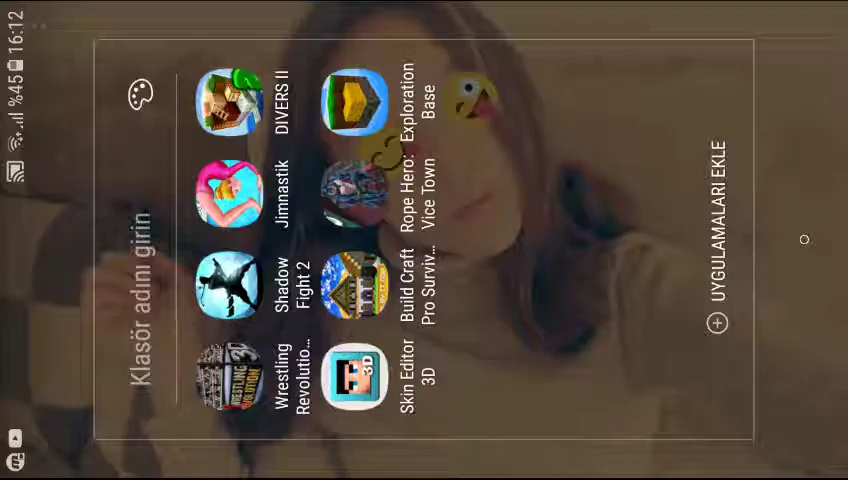 %45 16:12
Klasör adını girin
Wrestling
Revolutio...
Shadow
Fight 2
Jimnastik
DIVERS II
Skin Editor
3D
Build Craft
Pro Surviv...
Rope Hero:
Vice Town
Exploration
Base
UYGULAMALARI EKLE